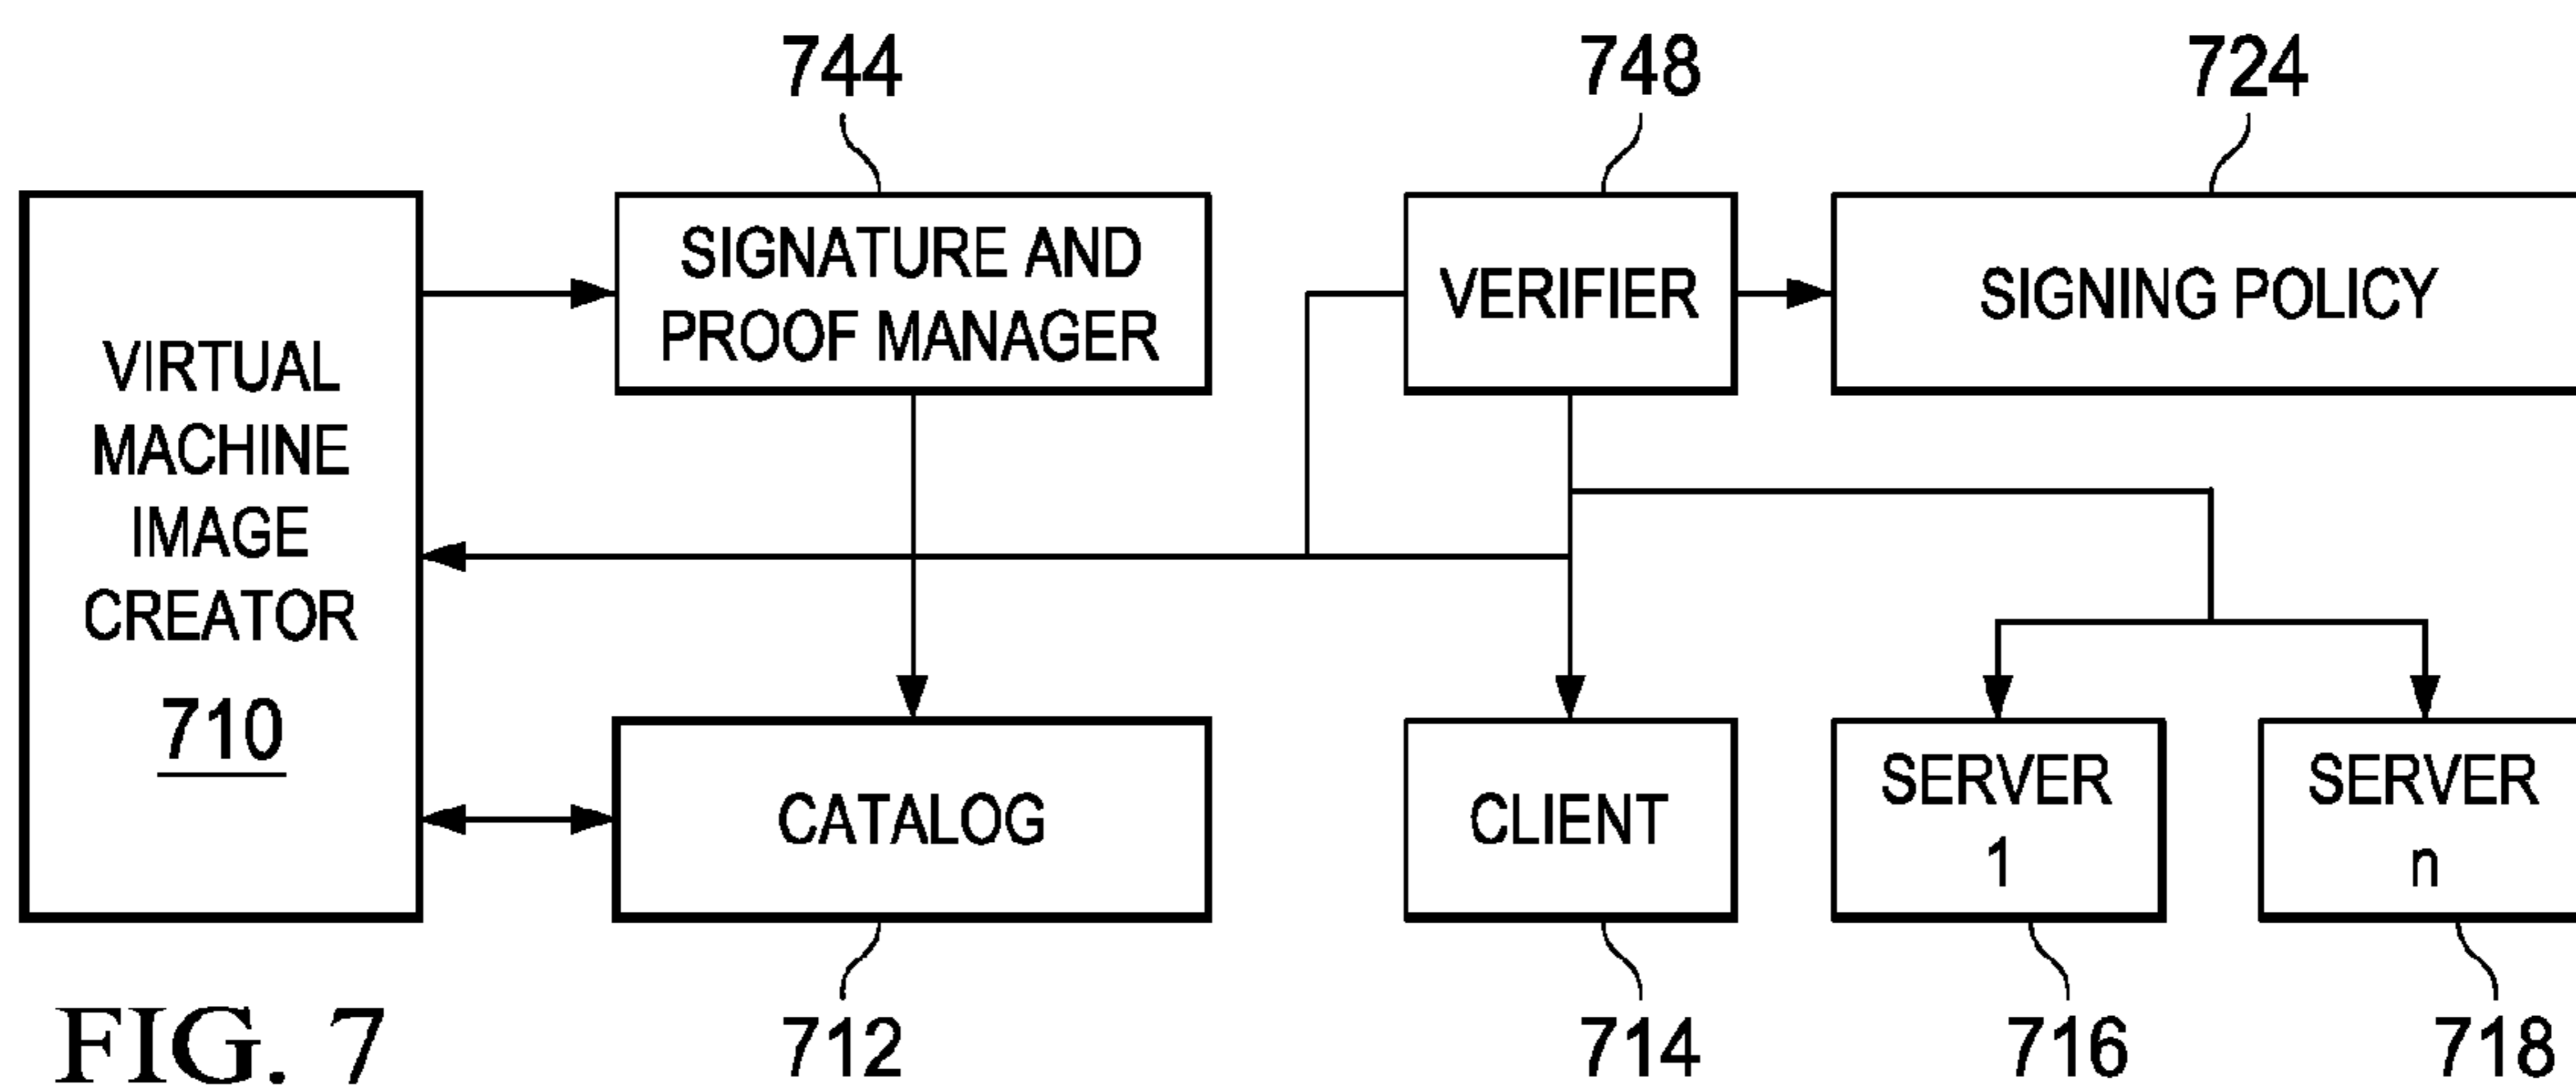 744
748
724
VIRTUAL
MACHINE
IMAGE
CREATOR
710
SIGNATURE AND
PROOF MANAGER
VERIFIER
SIGNING POLICY
CATALOG
CLIENT
SERVER
1
SERVER
n
712
714
716
718
FIG. 7